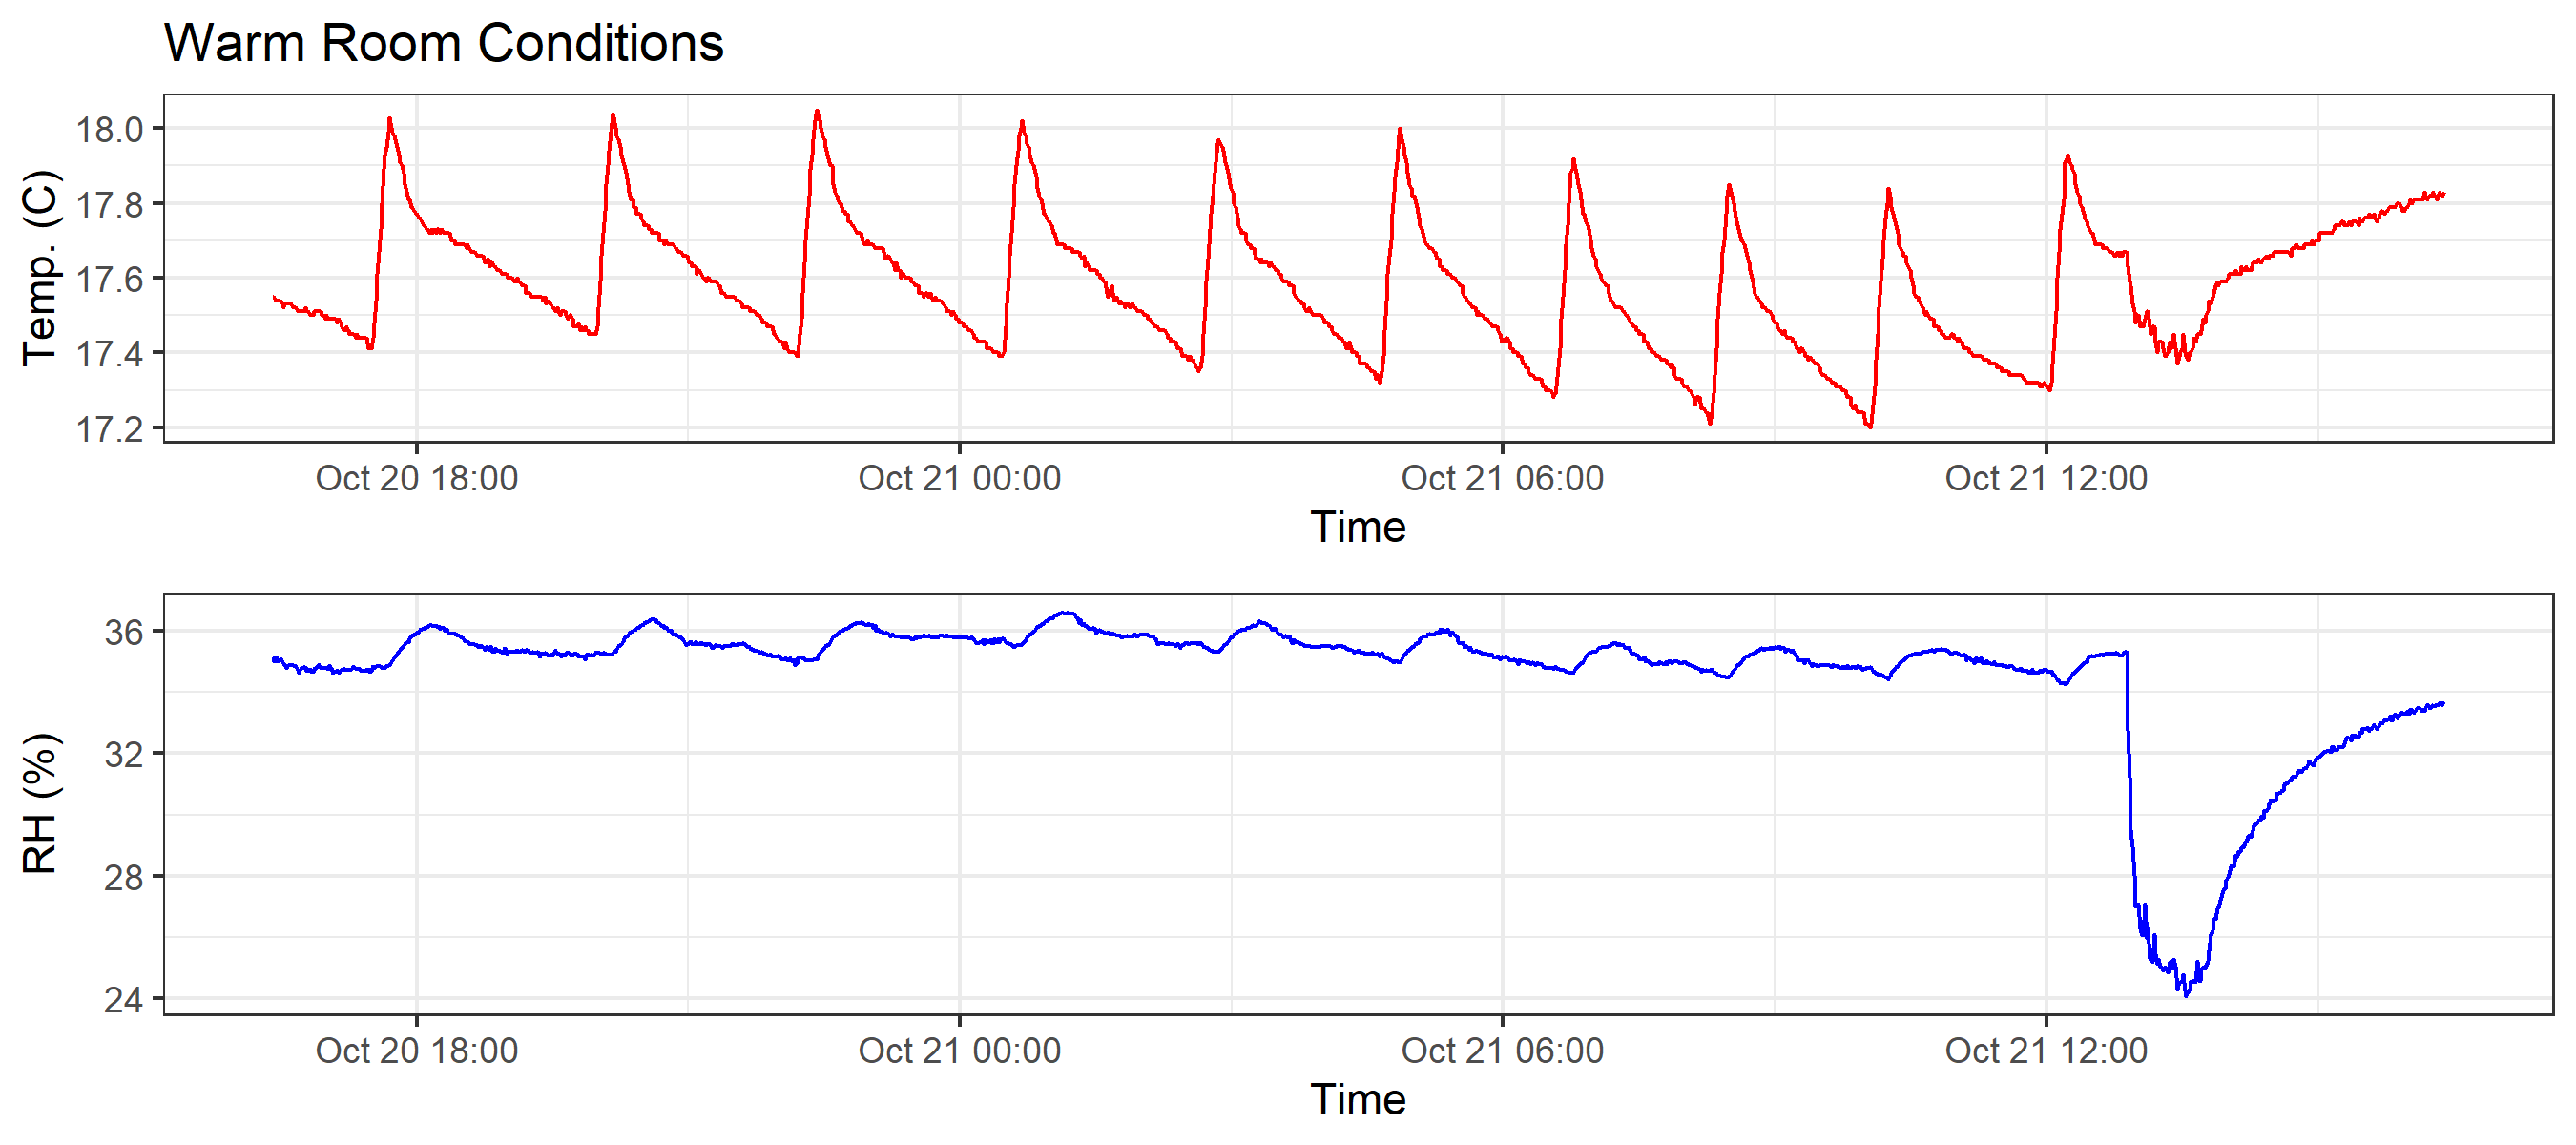 Warm Room Conditions
Temp. (C)
18.0
17.8
17.6
17.4
17.2
Oct 20 18:00 Oct 21 00:00 Oct 21 06:00 Oct 21 12:00
Time
RH (%)
36
32
28
24
Oct 20 18:00 Oct 21 00:00 Oct 21 06:00 Oct 21 12:00
Time